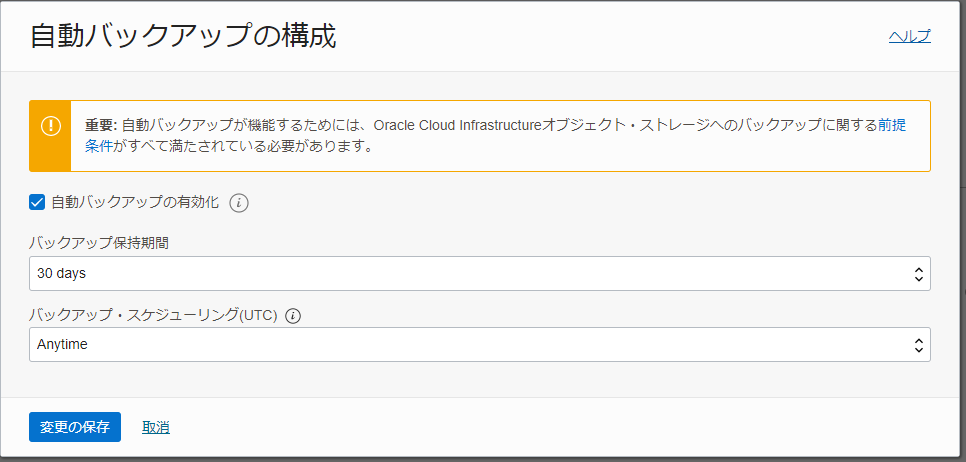 自動バックアップの構成
ヘルプ
重要: 自動バックアップが機能するためには、Oracle Cloud Infrastructureオブジェクト・ストレージへのバックアップに関する前提
条件がすべて満たされている必要があります。
自動バックアップの有効化
バックアップ保持期間
30 days
バックアップ・スケジューリング(UTC)
Anytime
変更の保存
取消